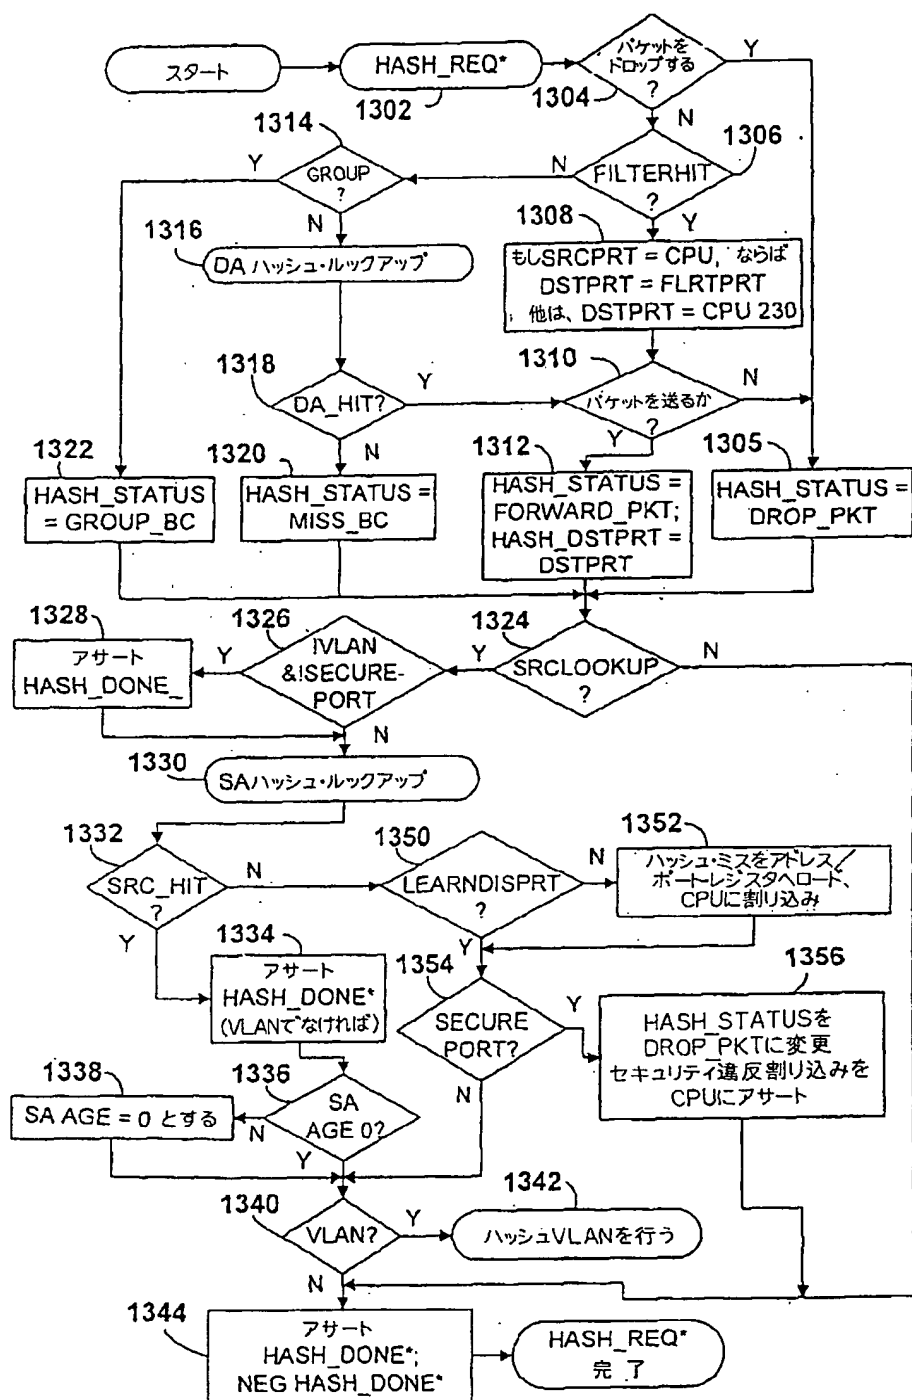 スタート
HASH_REQ*
1302
パケットを
ドロップする
?
1304
Y
N
1306
FILTERHIT
?
N
Y
1314
GROUP
?
Y
N
1316
DA ハッシュ・ルックアップ
1308
もしSRCPRT = CPU, ならば
DSTPRT = FLRTPRT
; 他は、DSTPRT = CPU 230
1318
DA_HIT?
Y
N
1310
パケットを送るか
?
N
Y
1322
HASH_STATUS
= GROUP_BC
1320
HASH_STATUS =
MISS_BC
1312
HASH_STATUS =
FORWARD_PKT;
HASH_DSTPRT =
DSTPRT
1305
HASH_STATUS =
DROP_PKT
1328
アサート
HASH_DONE_
1326
!VLAN
&!SECURE-
PORT
Y
N
1324
SRCLOOKUP
?
Y
N
1330
SAハッシュ・ルックアップ
1332
SRC_HIT
?
N
Y
1350
LEARNDISPRT
?
N
Y
1352
ハッシュ・ミスをアドレス/
ポートレジスタへロード、
CPUに割り込み
1334
アサート
HASH_DONE*
(VLANでなければ)
1354
SECURE
PORT?
Y
N
1356
HASH_STATUSを
DROP_PKTに変更
セキュリティ違反割り込みを
CPUにアサート
1338
SA AGE = 0 とする
1336
SA
AGE 0?
N
Y
1340
VLAN?
Y
N
1342
ハッシュVLANを行う
1344
アサート
HASH_DONE*;
NEG HASH_DONE*
HASH_REQ*
完了